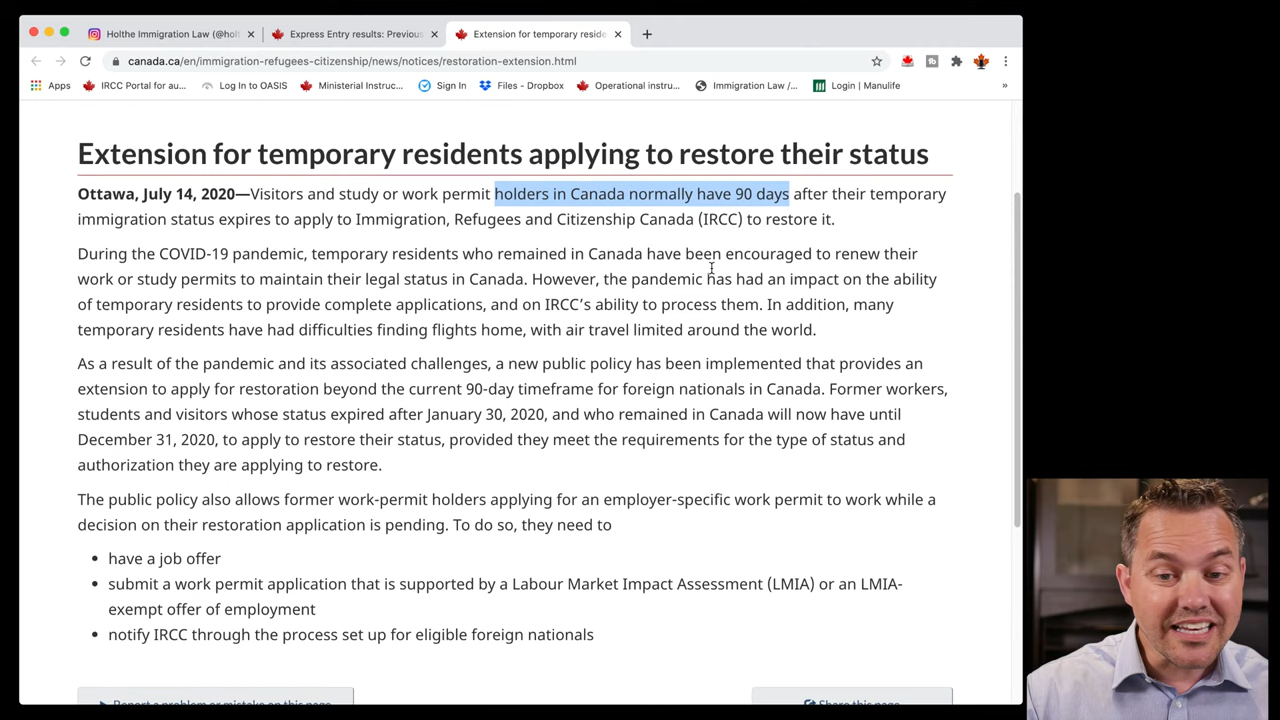 Holthe Immigration Law (@holt
Express Entry results: Previous
Extension for temporary reside
canada.ca/en/immigration-refugees-citizenship/news/notices/restoration-extension.html
Apps IRCC Portal for au... Log In to OASIS Ministerial Instruc... Sign In Files - Dropbox Operational instru... Immigration Law /... Login | Manulife »
Extension for temporary residents applying to restore their status
Ottawa, July 14, 2020—Visitors and study or work permit holders in Canada normally have 90 days after their temporary
immigration status expires to apply to Immigration, Refugees and Citizenship Canada (IRCC) to restore it.
During the COVID-19 pandemic, temporary residents who remained in Canada have been encouraged to renew their
work or study permits to maintain their legal status in Canada. However, the pandemic has had an impact on the ability
of temporary residents to provide complete applications, and on IRCC’s ability to process them. In addition, many
temporary residents have had difficulties finding flights home, with air travel limited around the world.
As a result of the pandemic and its associated challenges, a new public policy has been implemented that provides an
extension to apply for restoration beyond the current 90-day timeframe for foreign nationals in Canada. Former workers,
students and visitors whose status expired after January 30, 2020, and who remained in Canada will now have until
December 31, 2020, to apply to restore their status, provided they meet the requirements for the type of status and
authorization they are applying to restore.
The public policy also allows former work-permit holders applying for an employer-specific work permit to work while a
decision on their restoration application is pending. To do so, they need to
• have a job offer
• submit a work permit application that is supported by a Labour Market Impact Assessment (LMIA) or an LMIA-
exempt offer of employment
• notify IRCC through the process set up for eligible foreign nationals
Report a problem or mistake on this page
Share this page